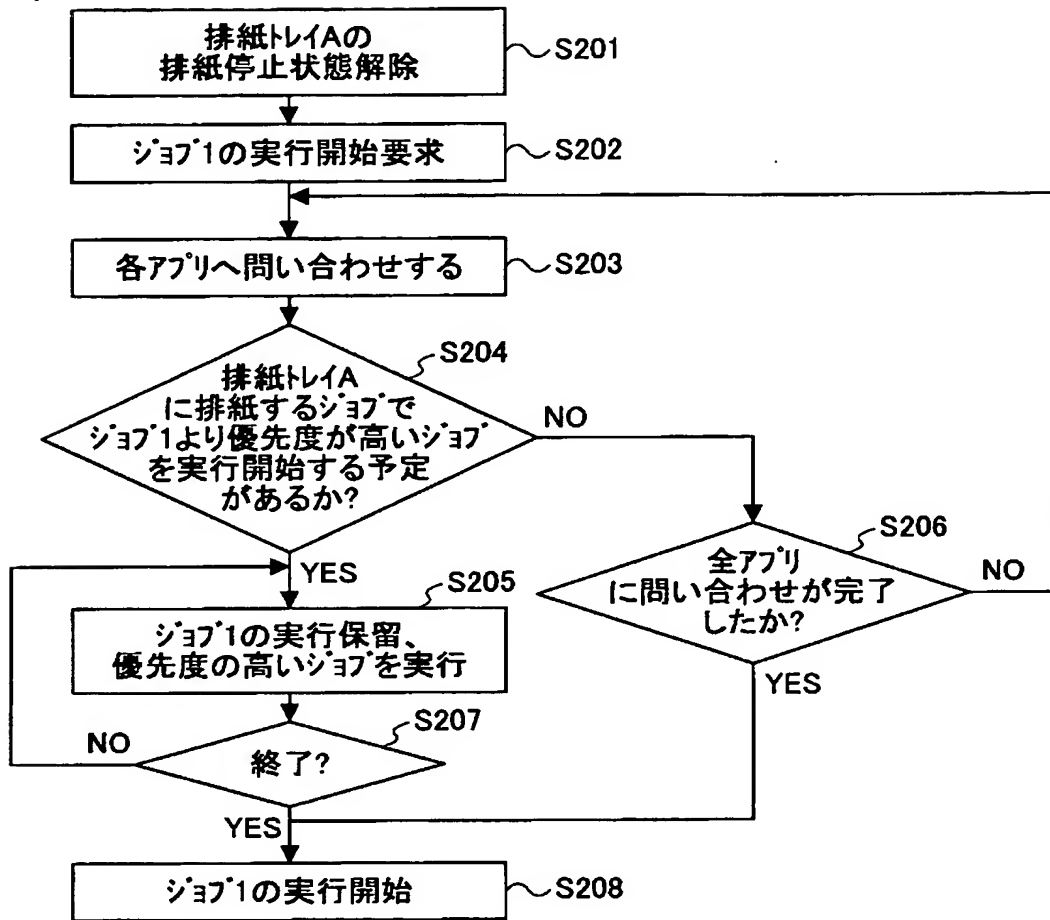 排紙トレイAの
排紙停止状態解除
S201
ジョブ1の実行開始要求
S202
各アプリへ問い合わせする
S203
S204
排紙トレイA
に排紙するジョブで
ジョブ1より優先度が高いジョブ
を実行開始する予定
があるか?
NO
YES
S206
全アプリ
に問い合わせが完了
したか?
NO
YES
S205
ジョブ1の実行保留、
優先度の高いジョブを実行
S207
終了?
NO
YES
ジョブ1の実行開始
S208